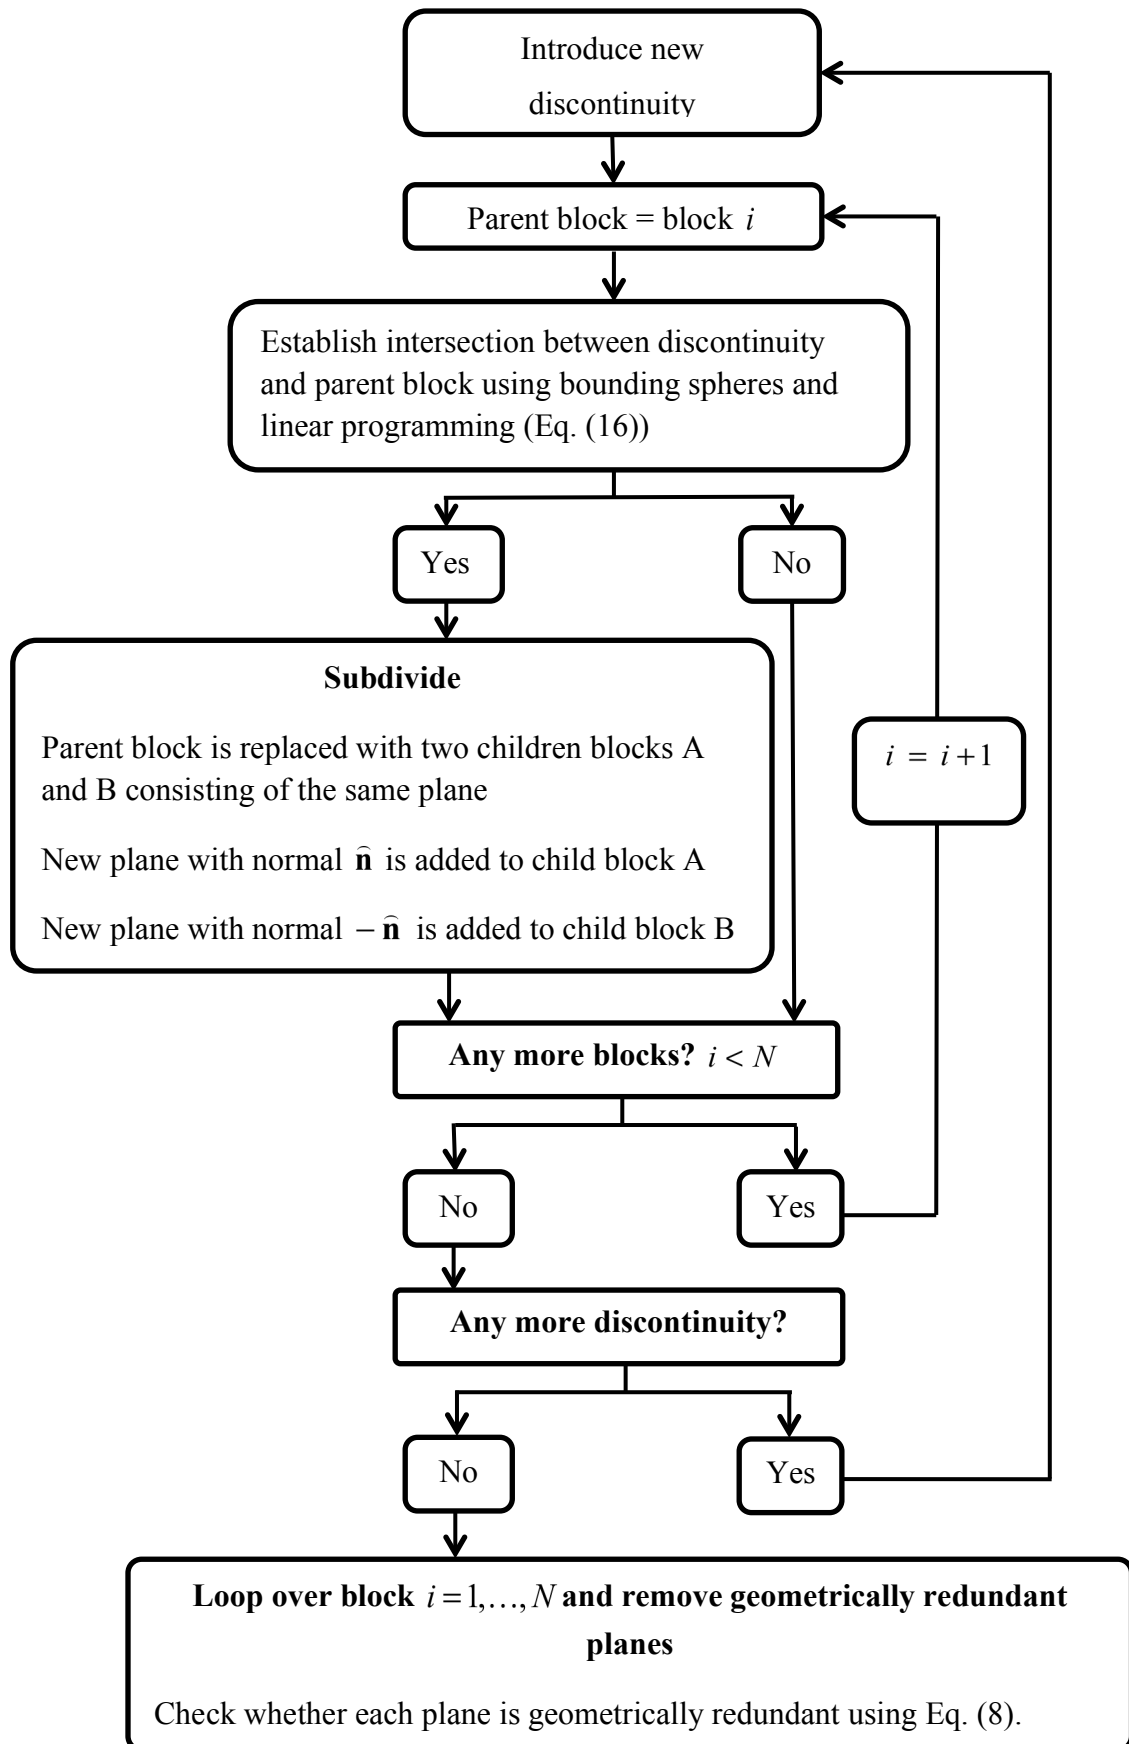 Introduce new
discontinuity
Parent block = block i
Establish intersection between discontinuity
and parent block using bounding spheres and
linear programming (Eq. (16))
Yes
No
Subdivide
Parent block is replaced with two children blocks A
and B consisting of the same plane
New plane with normal n̂ is added to child block A
New plane with normal − n̂ is added to child block B
i = i+1
Any more blocks? i < N
No
Yes
Any more discontinuity?
No
Yes
Loop over block i=1,…, N and remove geometrically redundant
planes
Check whether each plane is geometrically redundant using Eq. (8).